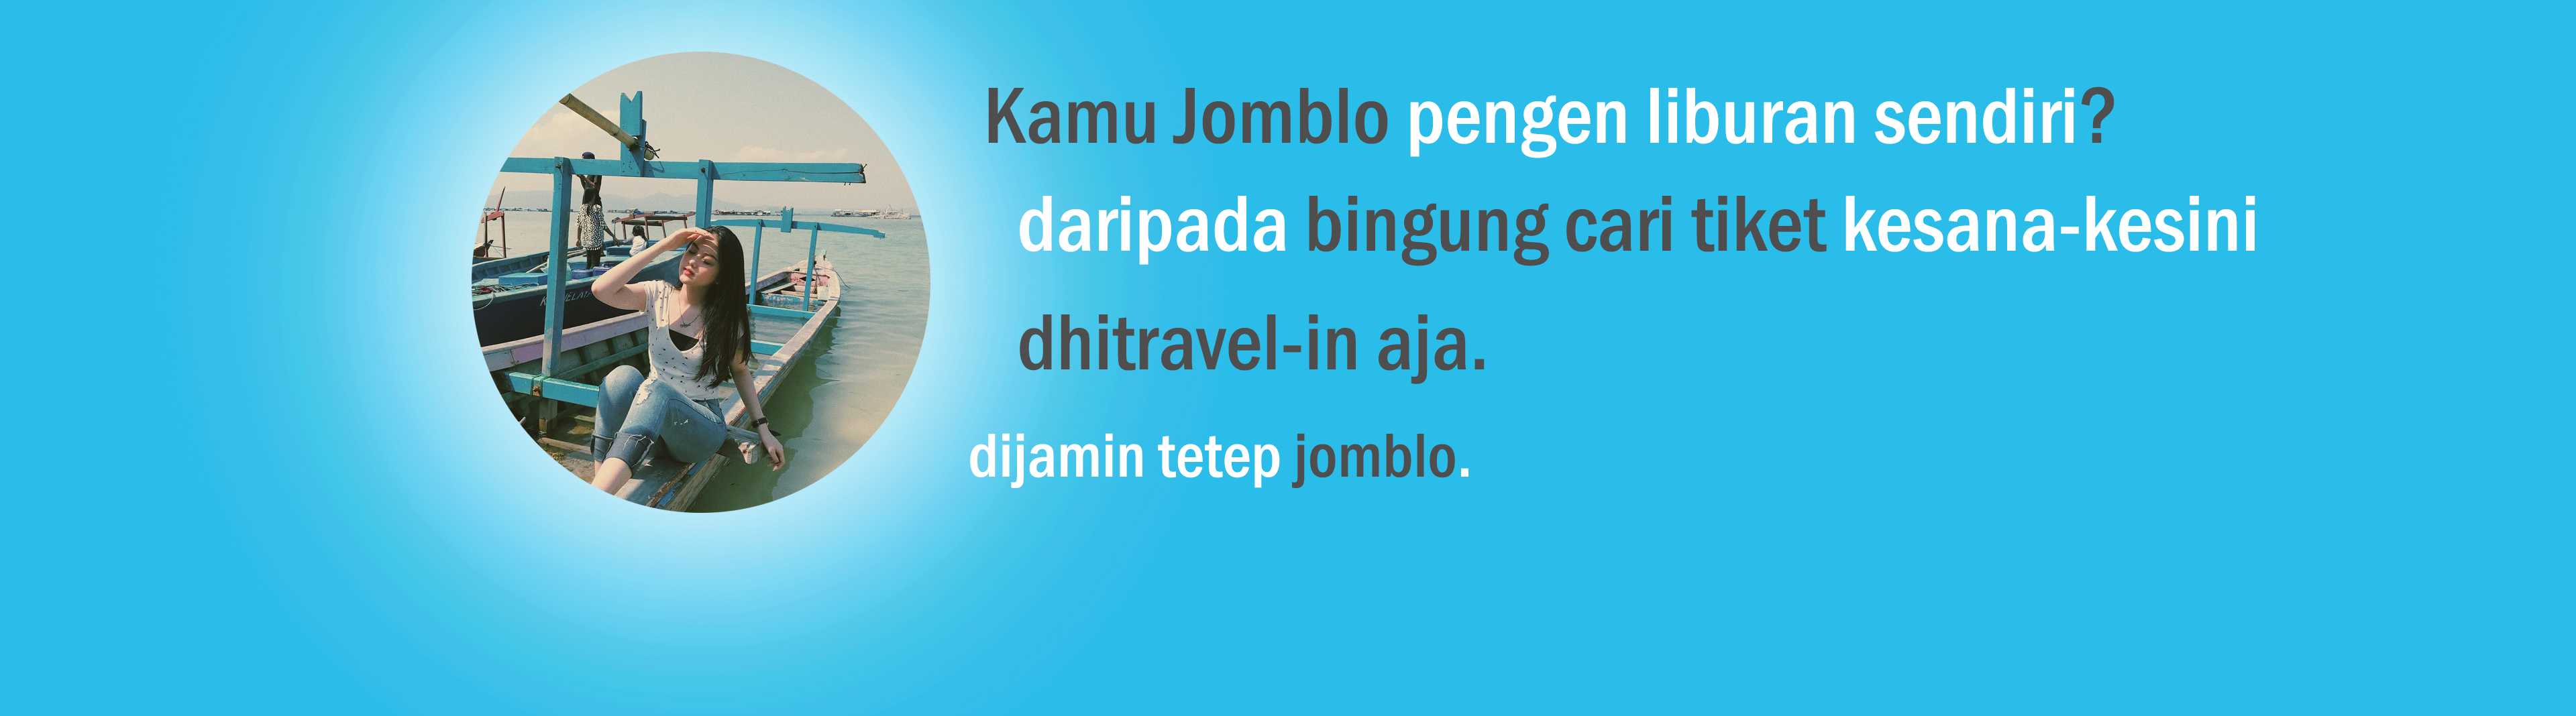 Kamu Jomblo pengen liburan sendiri?
daripada bingung cari tiket kesana-kesini
dhitravel-in aja.
dijamin tetep jomblo.